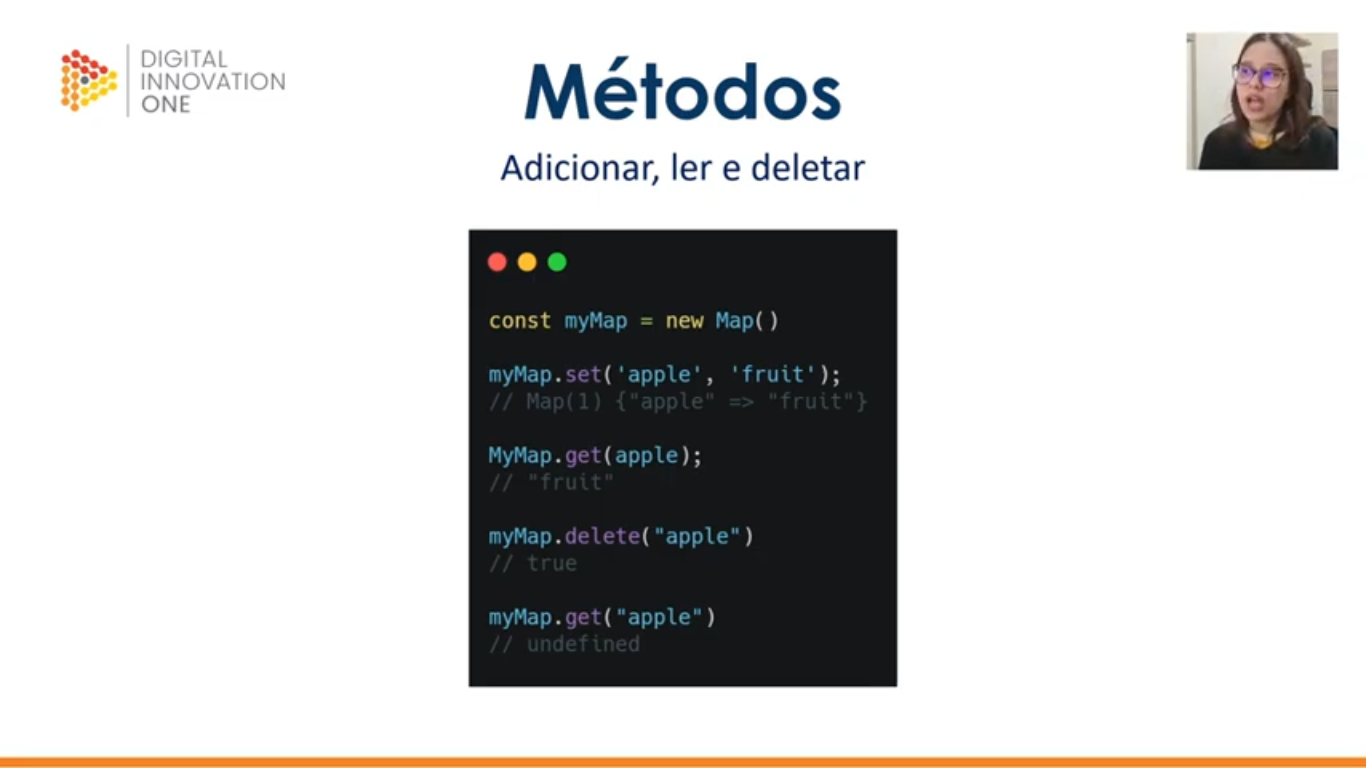 DIGITAL
INNOVATION
ONE
Métodos
Adicionar, ler e deletar
const myMap = new Map()
myMap.set('apple', 'fruit');
// Map(1) {"apple" => "fruit"}
MyMap.get(apple);
// "fruit"
myMap.delete("apple")
// true
myMap.get("apple")
// undefined